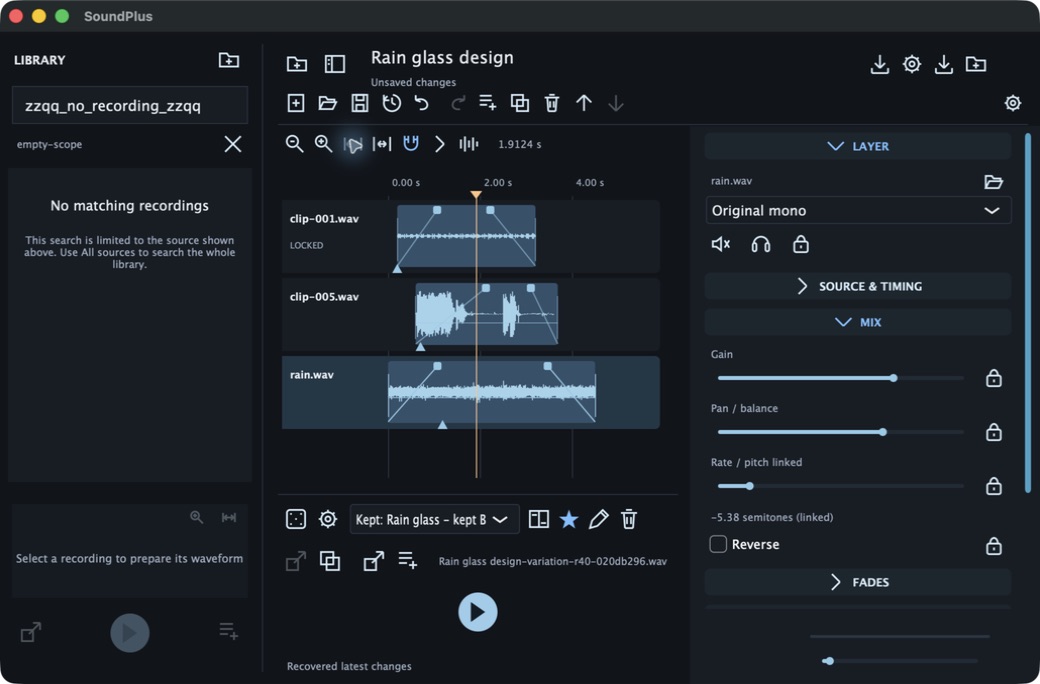 SoundPlus
LIBRARY
zzqq_no_recording_zzqq
empty-scope
No matching recordings
This search is limited to the source shown
above. Use All sources to search the whole
library.
Select a recording to prepare its waveform
Rain glass design
Unsaved changes
1.9124 s
0.00 s
2.00 s
4.00 s
clip-001.wav
LOCKED
clip-005.wav
rain.wav
Kept: Rain glass – kept B
Rain glass design-variation-r40-020db296.wav
Recovered latest changes
LAYER
rain.wav
Original mono
SOURCE & TIMING
MIX
Gain
Pan / balance
Rate / pitch linked
−5.38 semitones (linked)
Reverse
FADES